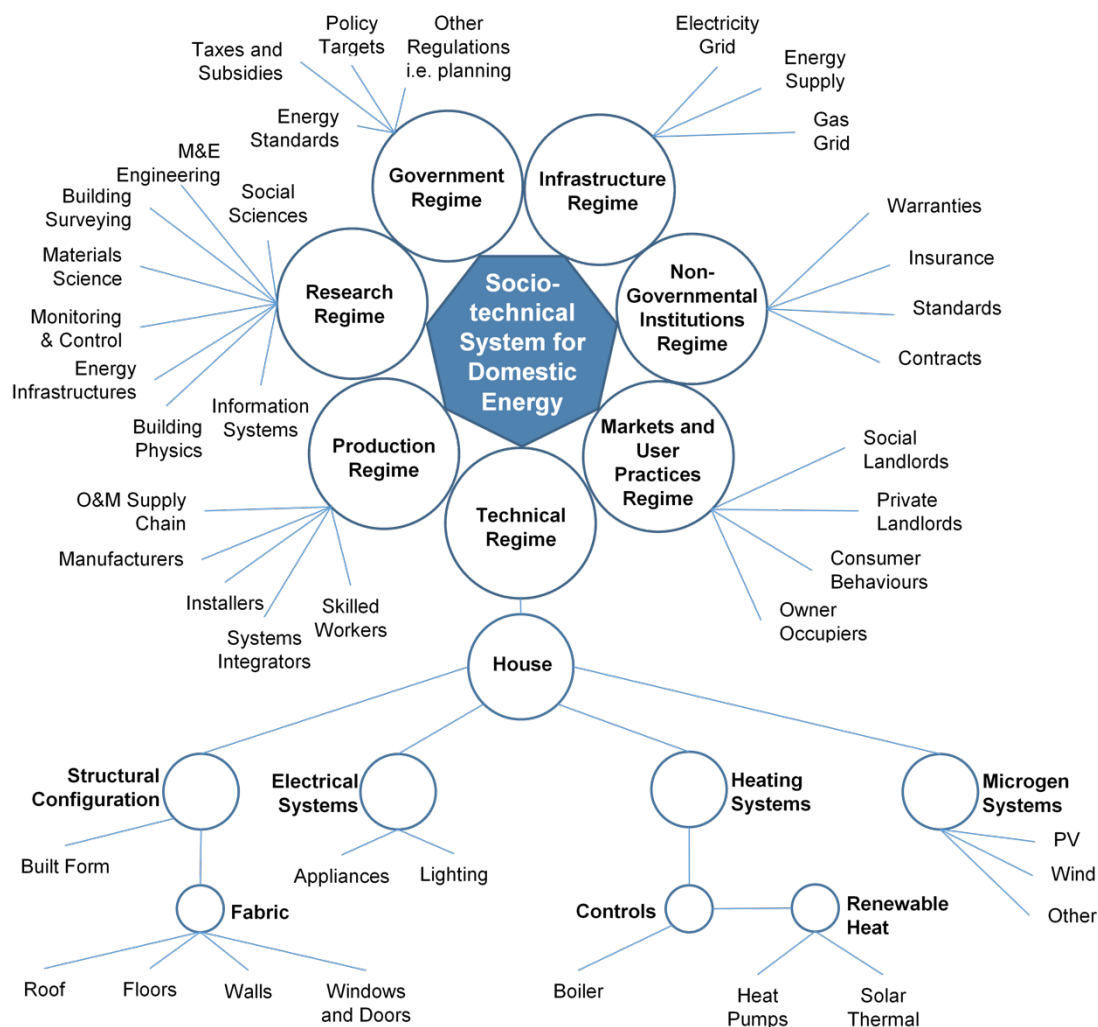 Policy
Targets
Other
Regulations
i.e. planning
Taxes and
Subsidies
Energy
Standards
Electricity
Grid
Energy
Supply
Gas
Grid
Government
Regime
Infrastructure
Regime
M&E
Engineering
Building
Surveying
Social
Sciences
Materials
Science
Monitoring
& Control
Energy
Infrastructures
Building
Physics
Information
Systems
Research
Regime
Socio-
technical
System for
Domestic
Energy
Non-
Governmental
Institutions
Regime
Warranties
Insurance
Standards
Contracts
Production
Regime
Technical
Regime
Markets and
User
Practices
Regime
Social
Landlords
Private
Landlords
Consumer
Behaviours
Owner
Occupiers
O&M Supply
Chain
Manufacturers
Installers
Systems
Integrators
Skilled
Workers
House
Structural
Configuration
Electrical
Systems
Heating
Systems
Microgen
Systems
Built Form
Appliances
Lighting
PV
Wind
Other
Fabric
Controls
Renewable
Heat
Roof
Floors
Walls
Windows
and Doors
Boiler
Heat
Pumps
Solar
Thermal